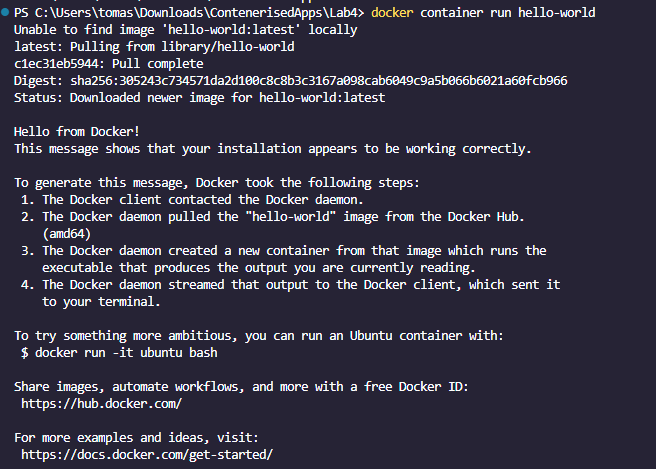 PS C:\Users\tomas\Downloads\ContenerisedApps\Lab4> docker container run hello-world
Unable to find image 'hello-world:latest' locally
latest: Pulling from library/hello-world
c1ec31eb5944: Pull complete
Digest: sha256:305243c734571da2d100c8c8b3c3167a098cab6049c9a5b066b6021a60fcb966
Status: Downloaded newer image for hello-world:latest

Hello from Docker!
This message shows that your installation appears to be working correctly.

To generate this message, Docker took the following steps:
 1. The Docker client contacted the Docker daemon.
 2. The Docker daemon pulled the "hello-world" image from the Docker Hub.
    (amd64)
 3. The Docker daemon created a new container from that image which runs the
    executable that produces the output you are currently reading.
 4. The Docker daemon streamed that output to the Docker client, which sent it
    to your terminal.

To try something more ambitious, you can run an Ubuntu container with:
 $ docker run -it ubuntu bash

Share images, automate workflows, and more with a free Docker ID:
 https://hub.docker.com/

For more examples and ideas, visit:
 https://docs.docker.com/get-started/